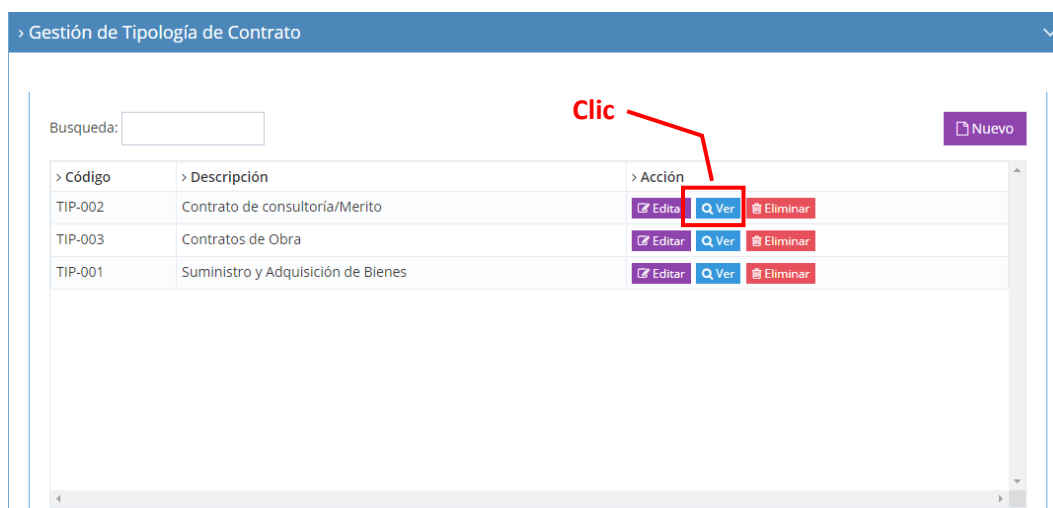 › Gestión de Tipología de Contrato
Clic
Busqueda:
Nuevo
› Código › Descripción › Acción
TIP-002 Contrato de consultoría/Merito Edita Ver Eliminar
TIP-003 Contratos de Obra Editar Ver Eliminar
TIP-001 Suministro y Adquisición de Bienes Editar Ver Eliminar